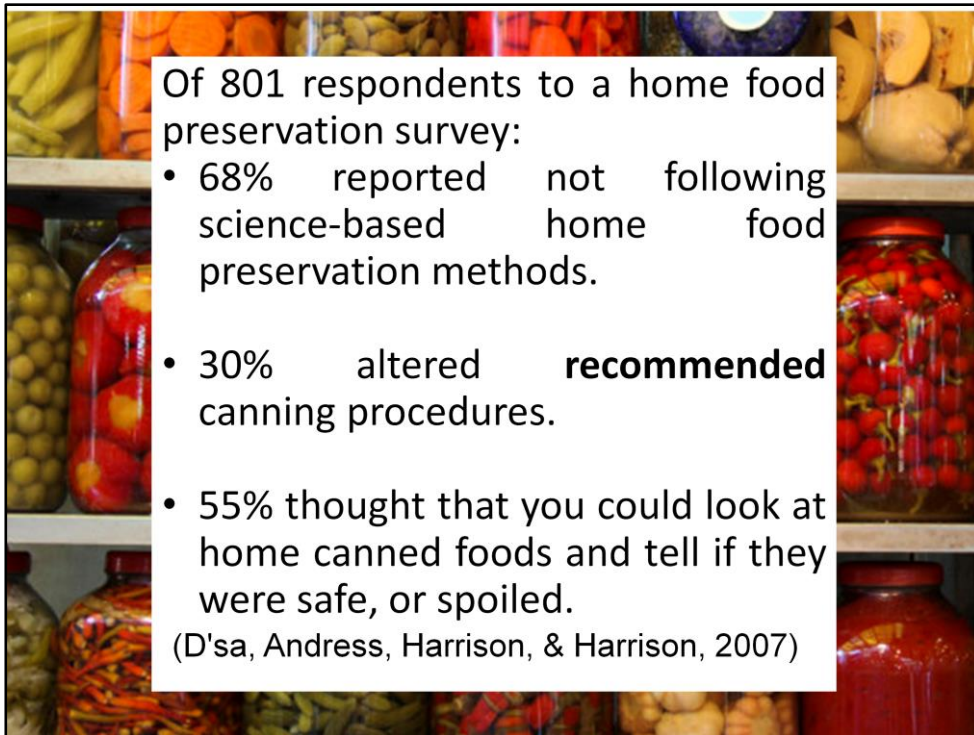 Of 801 respondents to a home food
preservation survey:
• 68% reported not following
science-based home food
preservation methods.
• 30% altered recommended
canning procedures.
• 55% thought that you could look at
home canned foods and tell if they
were safe, or spoiled.
(D'sa, Andress, Harrison, & Harrison, 2007)